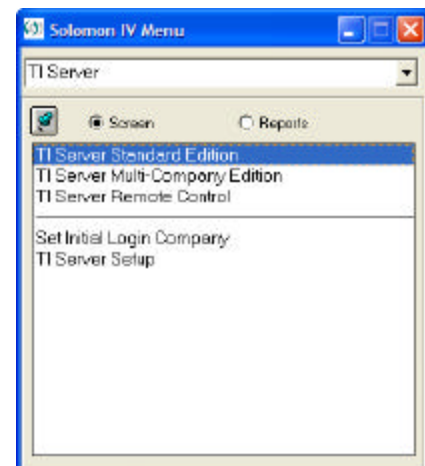 Solomon IV Menu
TI Server
Screen Reports
TI Server Standard Edition
TI Server Multi-Company Edition
TI Server Remote Control
Set Initial Login Company
TI Server Setup